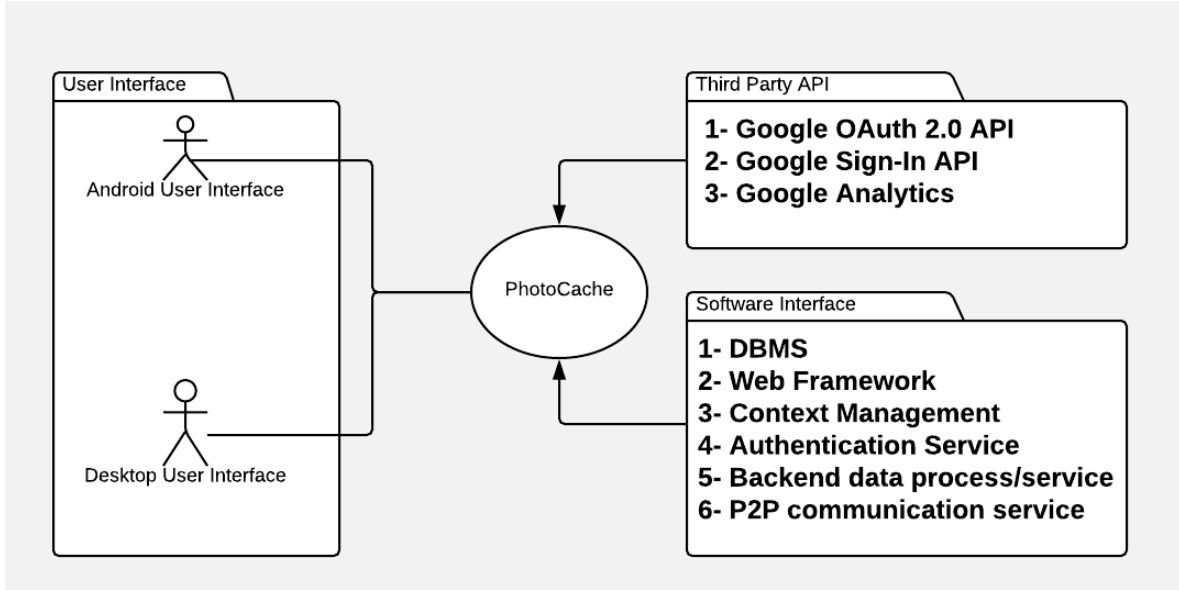 User Interface
Android User Interface
Desktop User Interface
PhotoCache
Third Party API
1- Google OAuth 2.0 API
2- Google Sign-In API
3- Google Analytics
Software Interface
1- DBMS
2- Web Framework
3- Context Management
4- Authentication Service
5- Backend data process/service
6- P2P communication service